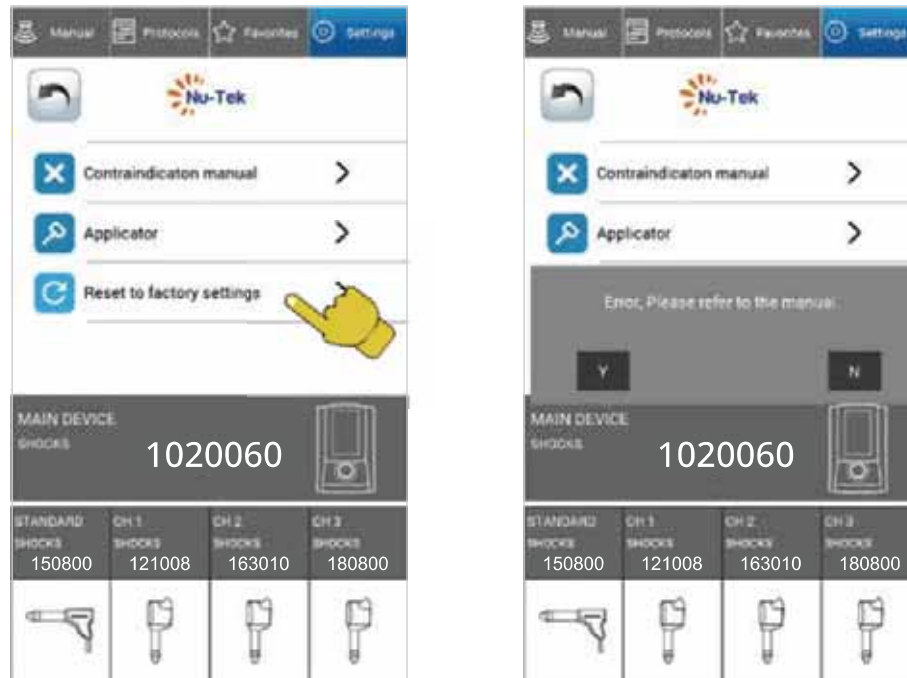 Manual Protocols Favorites Settings
Nu-Tek
Contraindicaton manual
Applicator
Reset to factory settings
MAIN DEVICE
SHOCKS
1020060
STANDARD CH 1 CH 2 CH 3
SHOCKS SHOCKS SHOCKS SHOCKS
150800 121008 163010 180800
Manual Protocols Favorites Settings
Nu-Tek
Contraindicaton manual
Applicator
Error, Please refer to the manual.
Y N
MAIN DEVICE
SHOCKS
1020060
STANDARD CH 1 CH 2 CH 3
SHOCKS SHOCKS SHOCKS SHOCKS
150800 121008 163010 180800